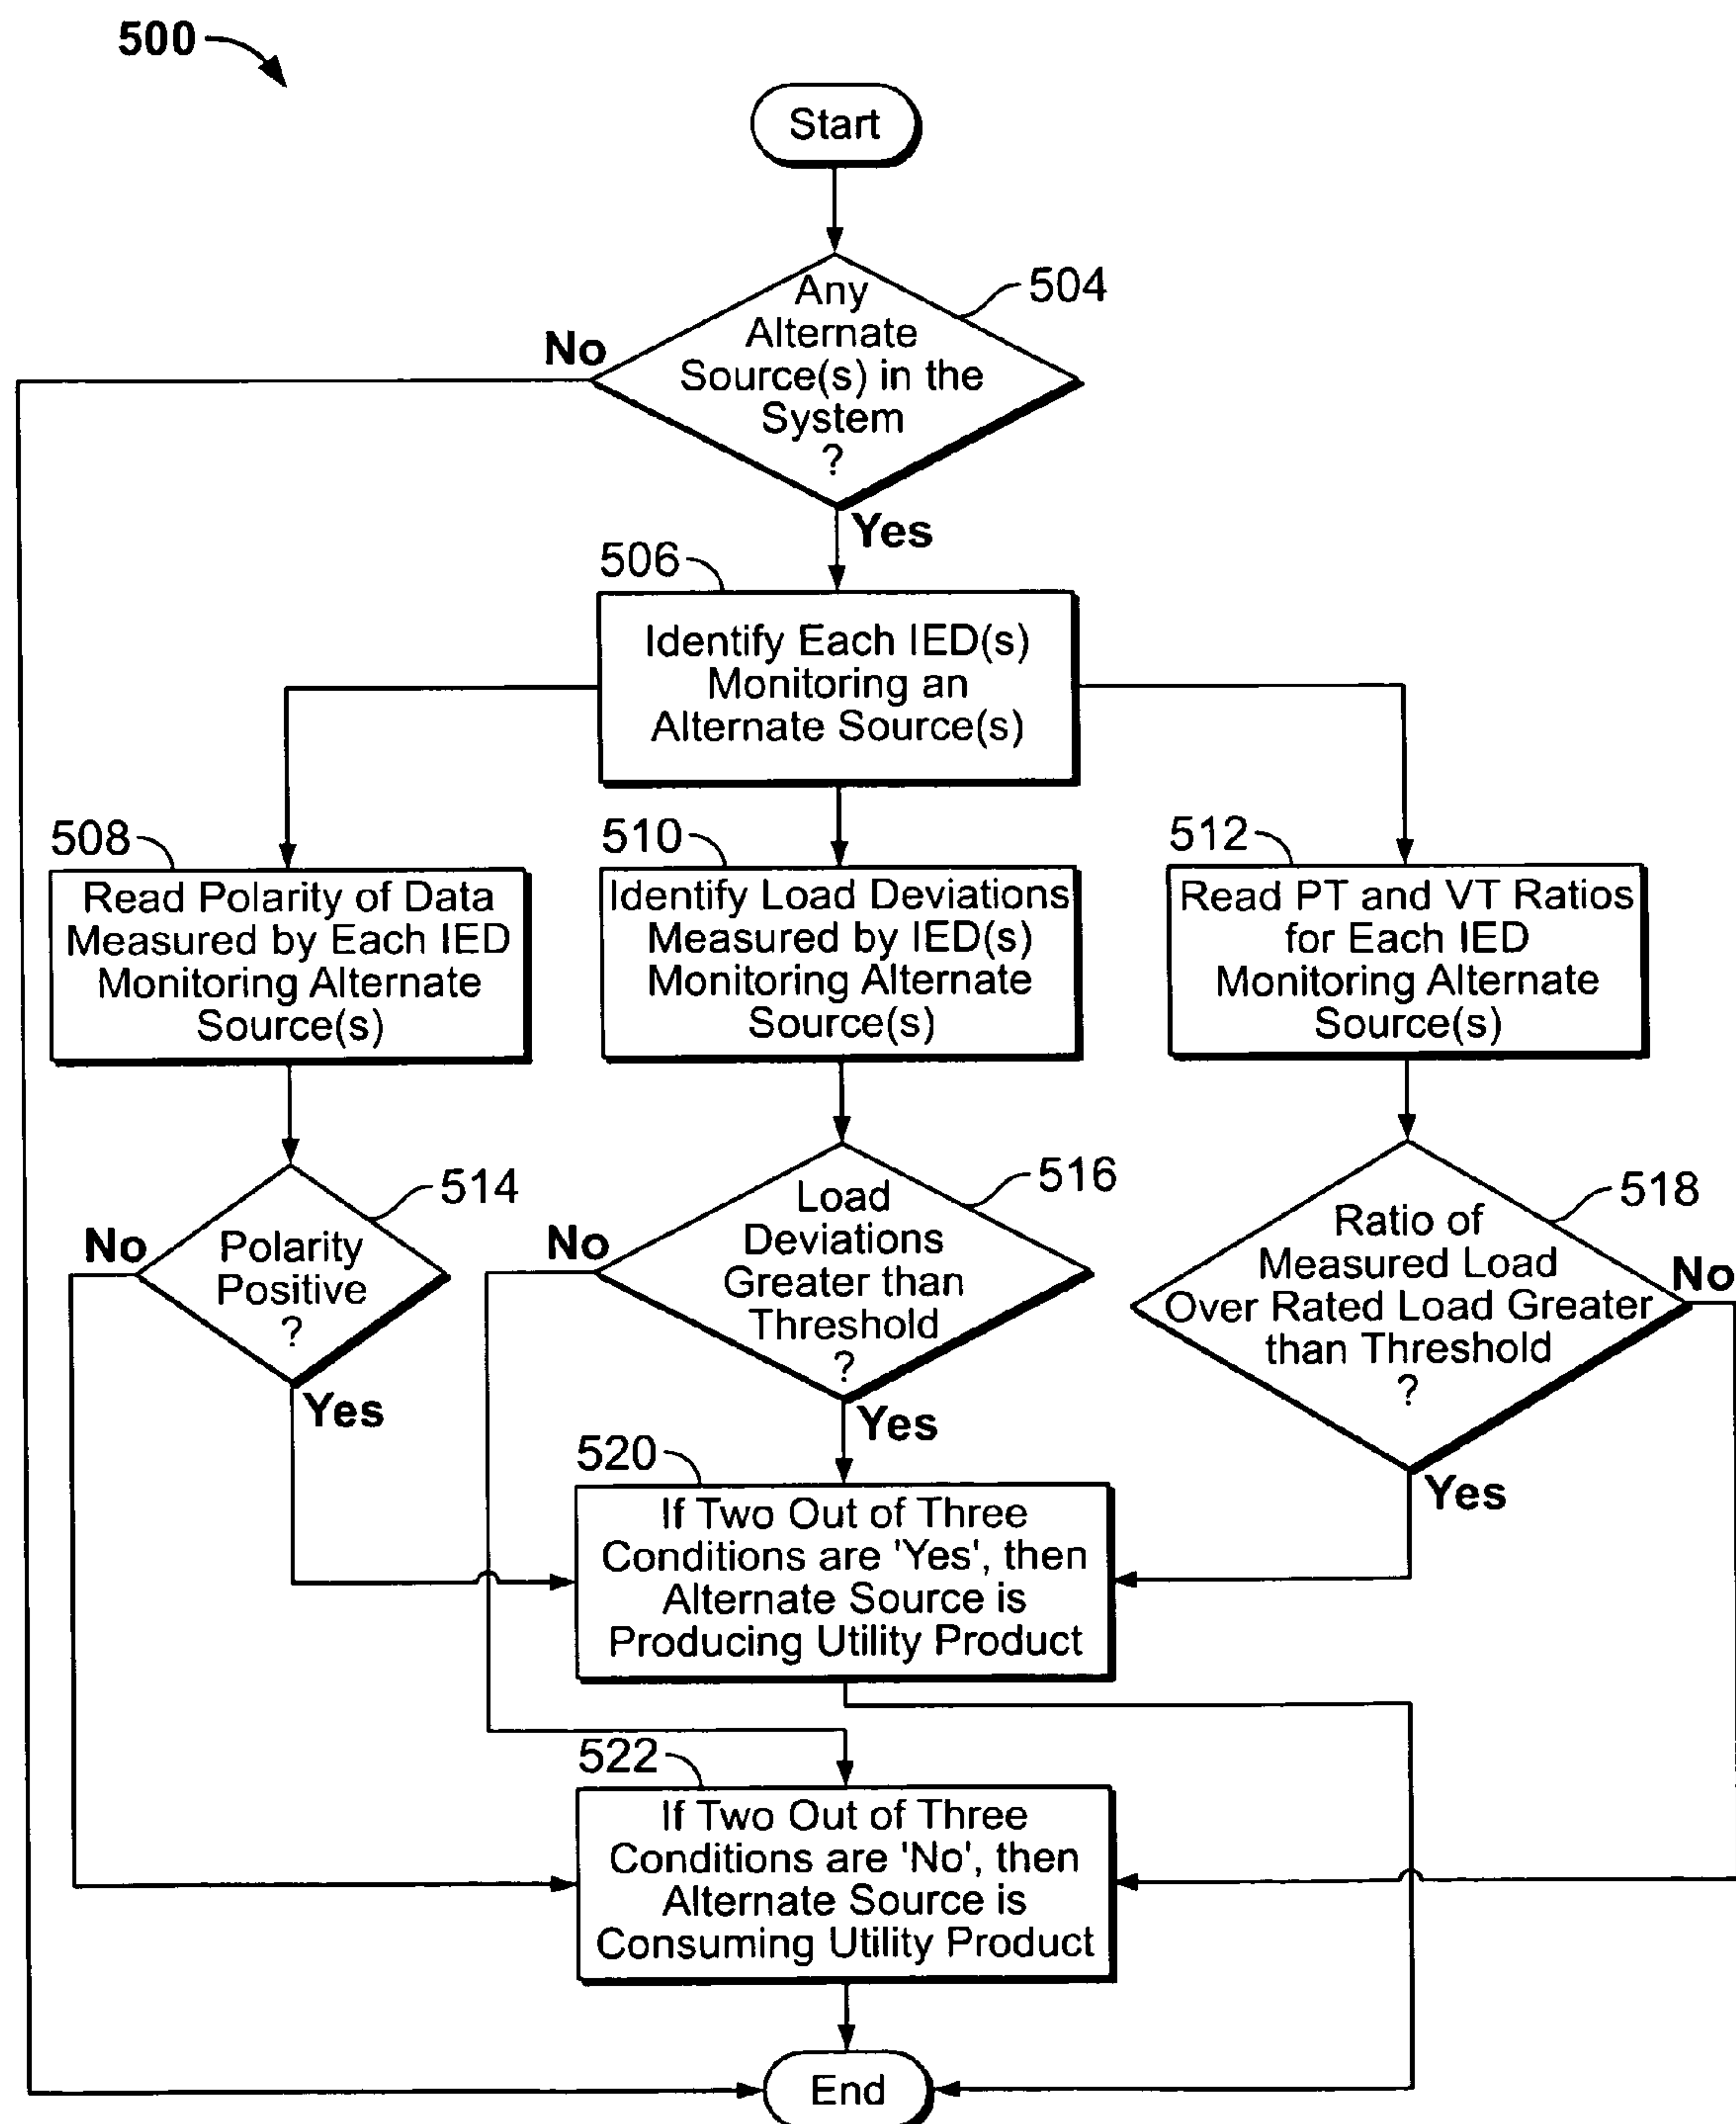 500
Start
504
Any
Alternate
Source(s) in the
System
?
No
Yes
506
Identify Each IED(s)
Monitoring an
Alternate Source(s)
508
Read Polarity of Data
Measured by Each IED
Monitoring Alternate
Source(s)
510
Identify Load Deviations
Measured by IED(s)
Monitoring Alternate
Source(s)
512
Read PT and VT Ratios
for Each IED
Monitoring Alternate
Source(s)
514
Polarity
Positive
?
No
Yes
516
Load
Deviations
Greater than
Threshold
?
No
Yes
518
Ratio of
Measured Load
Over Rated Load Greater
than Threshold
?
No
Yes
520
If Two Out of Three
Conditions are 'Yes', then
Alternate Source is
Producing Utility Product
522
If Two Out of Three
Conditions are 'No', then
Alternate Source is
Consuming Utility Product
End